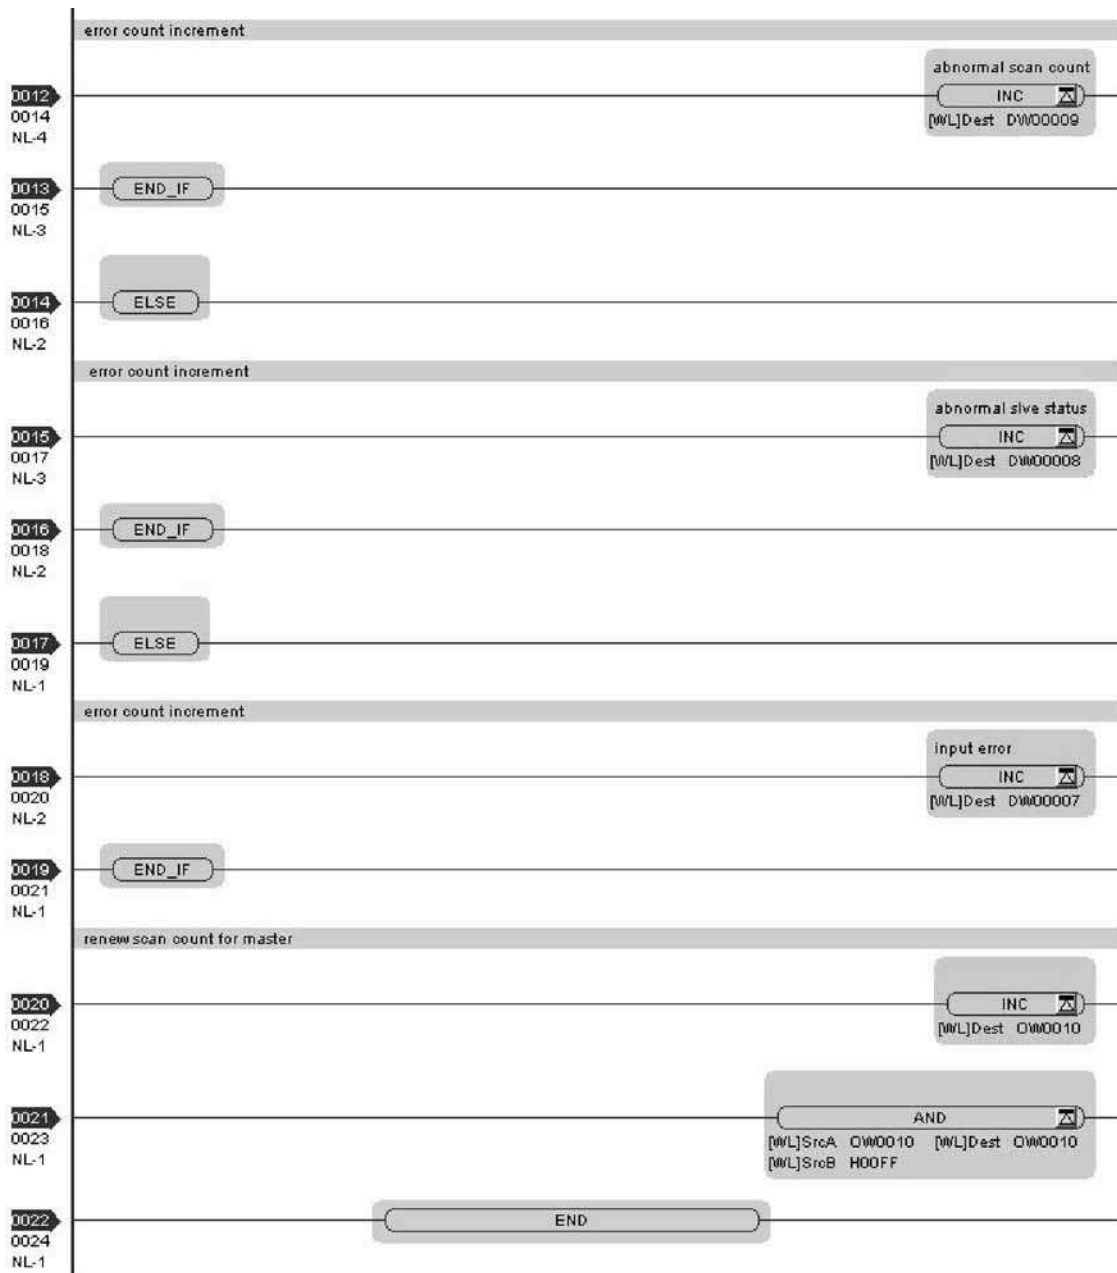 error count increment
abnormal scan count
0012 INC
0014 [WL]Dest DW00009
NL-4
0013 END_IF
0015
NL-3
0014 ELSE
0016
NL-2
error count increment
abnormal slve status
0015 INC
0017 [WL]Dest DW00008
NL-3
0016 END_IF
0018
NL-2
0017 ELSE
0019
NL-1
error count increment
input error
0018 INC
0020 [WL]Dest DW00007
NL-2
0019 END_IF
0021
NL-1
renew scan count for master
0020 INC
0022 [WL]Dest OW0010
NL-1
0021 AND
0023 [WL]SrcA OW0010 [WL]Dest OW0010
NL-1 [WL]SrcB H00FF
0022 END
0024
NL-1